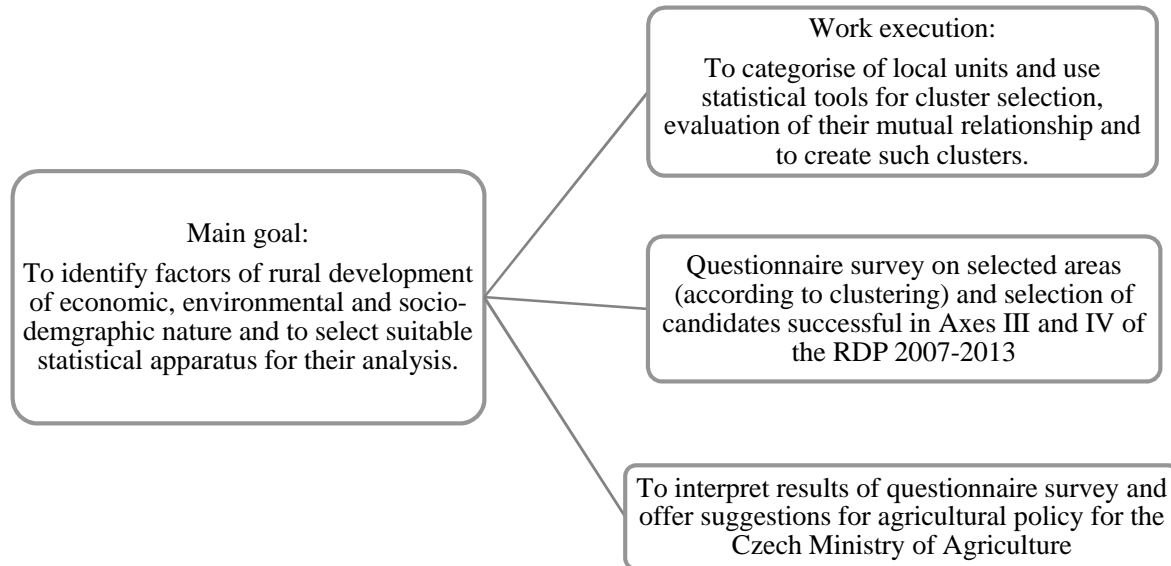 Main goal:
To identify factors of rural development
of economic, environmental and socio-
demgraphic nature and to select suitable
statistical apparatus for their analysis.
Work execution:
To categorise of local units and use
statistical tools for cluster selection,
evaluation of their mutual relationship and
to create such clusters.
Questionnaire survey on selected areas
(according to clustering) and selection of
candidates successful in Axes III and IV of
the RDP 2007-2013
To interpret results of questionnaire survey and
offer suggestions for agricultural policy for the
Czech Ministry of Agriculture